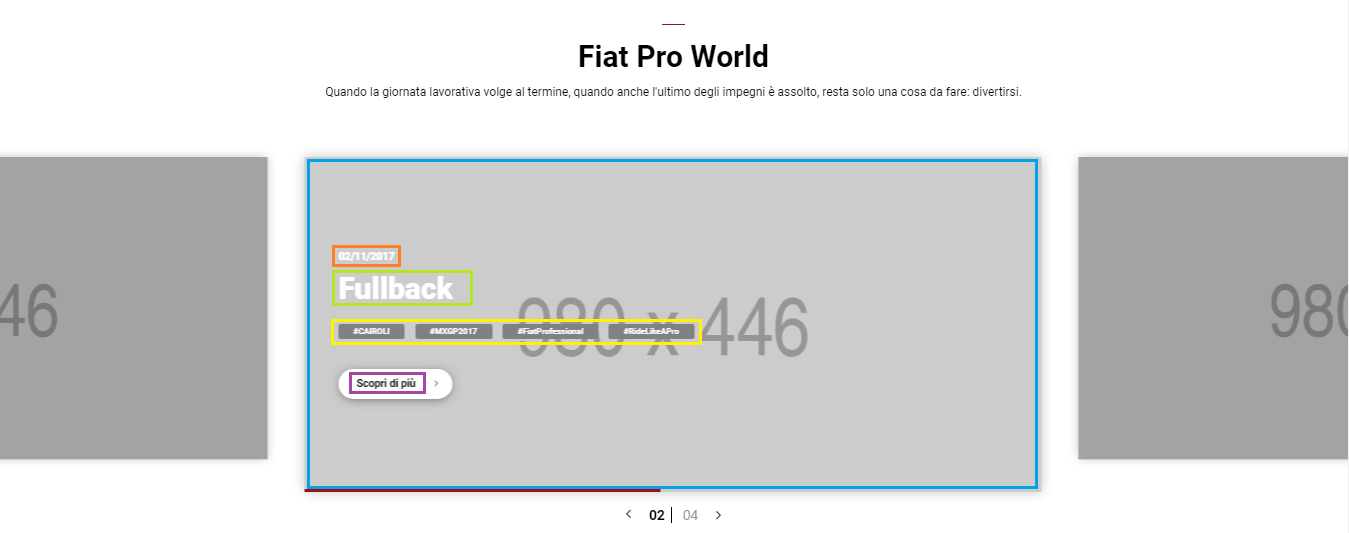 Fiat Pro World
Quando la giornata lavorativa volge al termine, quando anche l'ultimo degli impegni è assolto, resta solo una cosa da fare: divertirsi.
02/11/2017
Fullback
46
980 x 446
980
#CAIROLI #MXGP2017 #FiatProfessional #RideLikeAPro
Scopri di più >
< 02 | 04 >